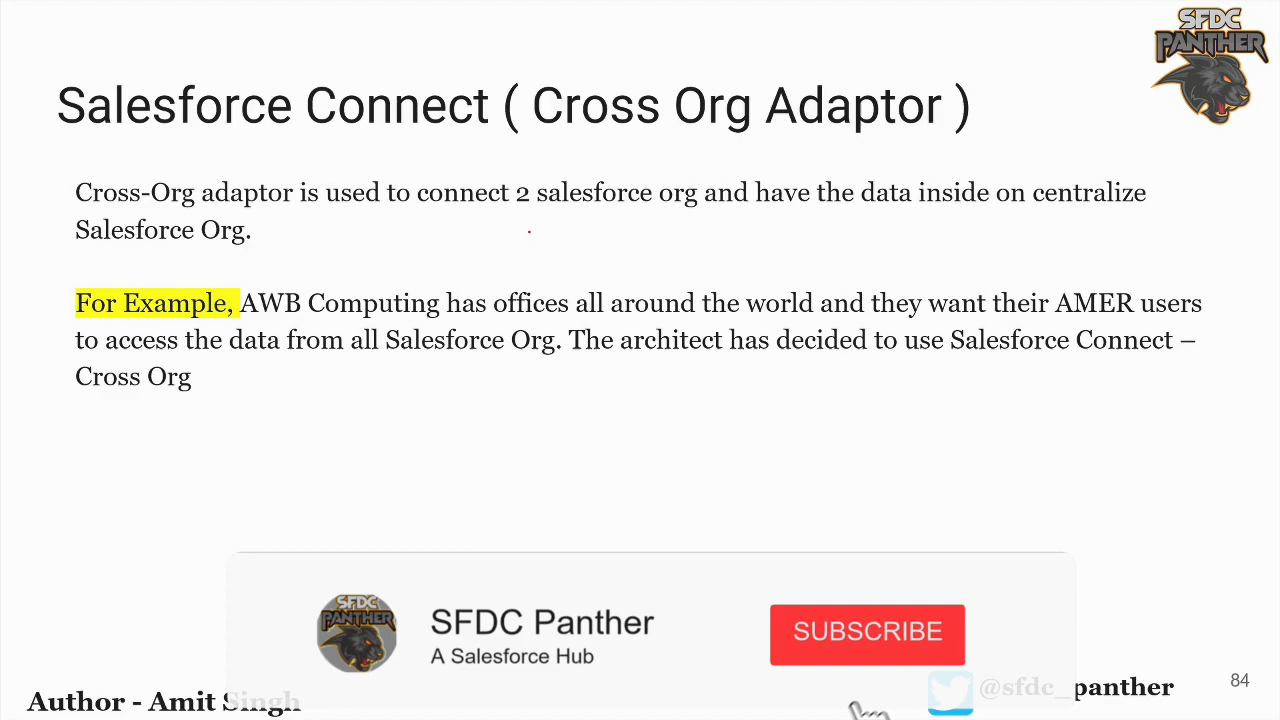 SFDC
PANTHER
Salesforce Connect ( Cross Org Adaptor )
Cross-Org adaptor is used to connect 2 salesforce org and have the data inside on centralize
Salesforce Org.
For Example, AWB Computing has offices all around the world and they want their AMER users
to access the data from all Salesforce Org. The architect has decided to use Salesforce Connect –
Cross Org
SFDC
PANTHER
SFDC Panther
A Salesforce Hub
SUBSCRIBE
Author - Amit Singh
@sfdc_panther
84